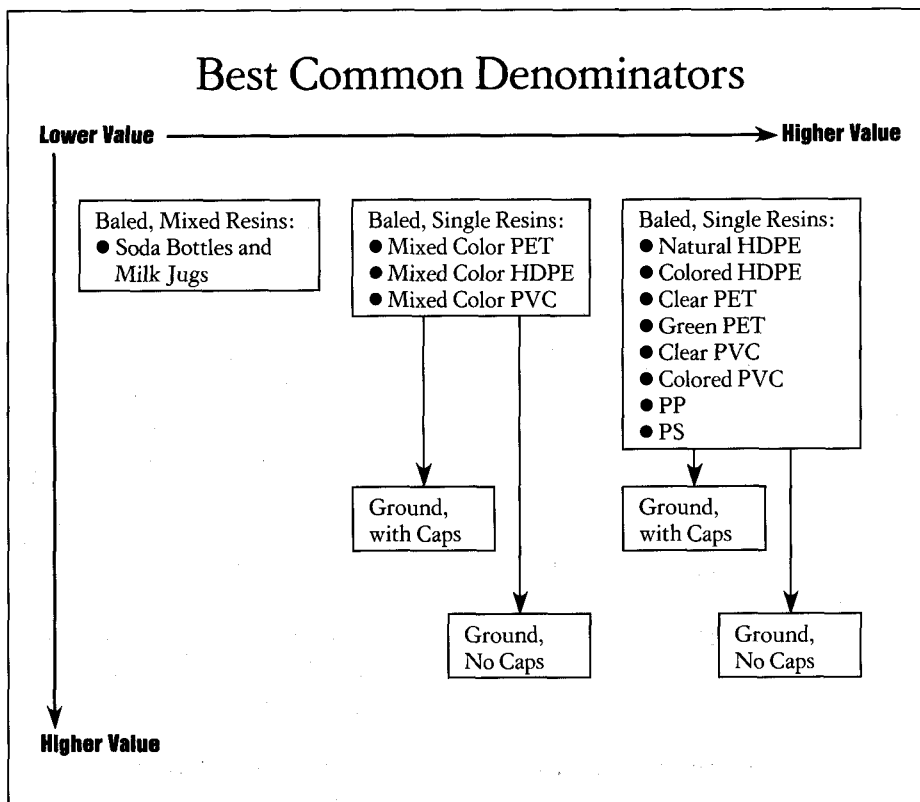 Best Common Denominators
Lower Value
Higher Value
Baled, Mixed Resins:
● Soda Bottles and
Milk Jugs
Baled, Single Resins:
● Mixed Color PET
● Mixed Color HDPE
● Mixed Color PVC
Baled, Single Resins:
● Natural HDPE
● Colored HDPE
● Clear PET
● Green PET
● Clear PVC
● Colored PVC
● PP
● PS
Ground,
with Caps
Ground,
with Caps
Ground,
No Caps
Ground,
No Caps
Higher Value